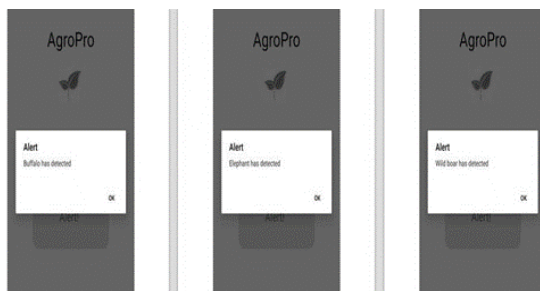 AgroPro
Alert
Buffalo has detected
OK
Alert!
AgroPro
Alert
Elephant has detected
OK
Alert!
AgroPro
Alert
Wild boar has detected
OK
Alert!